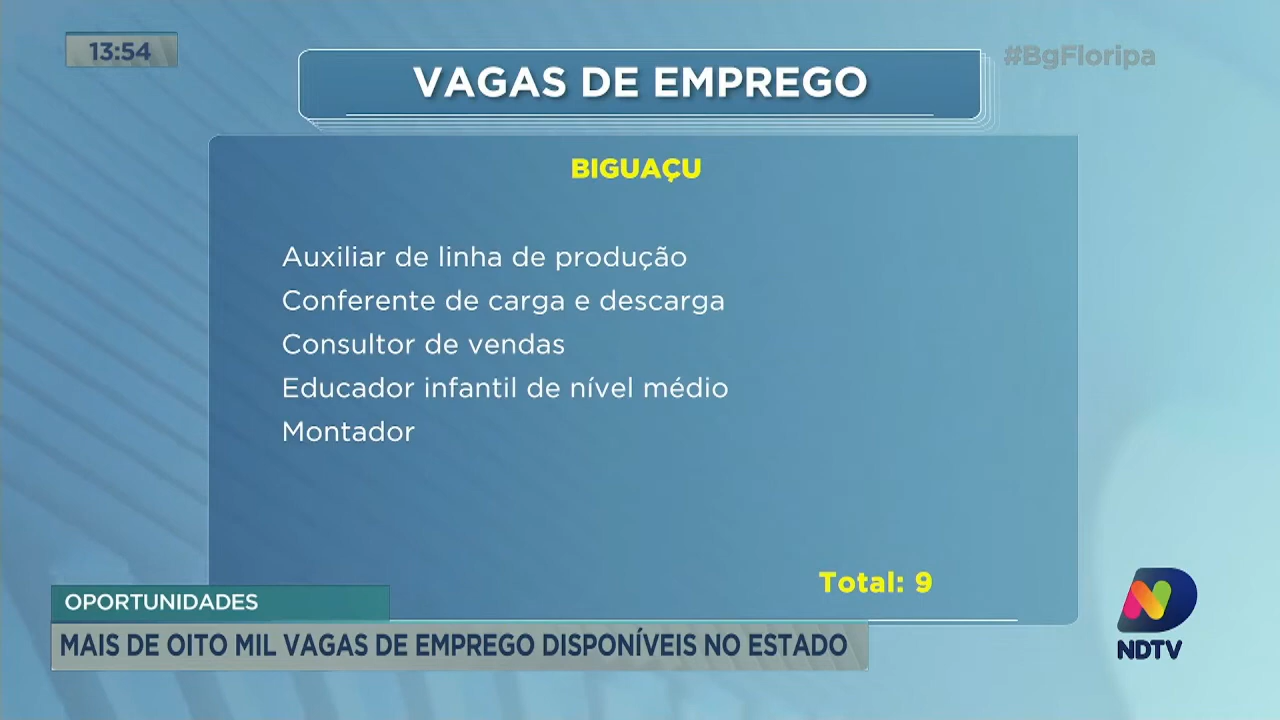 13:54
#BgFloripa
VAGAS DE EMPREGO
BIGUAÇU
Auxiliar de linha de produção
Conferente de carga e descarga
Consultor de vendas
Educador infantil de nível médio
Montador
Total: 9
OPORTUNIDADES
MAIS DE OITO MIL VAGAS DE EMPREGO DISPONÍVEIS NO ESTADO
NDTV